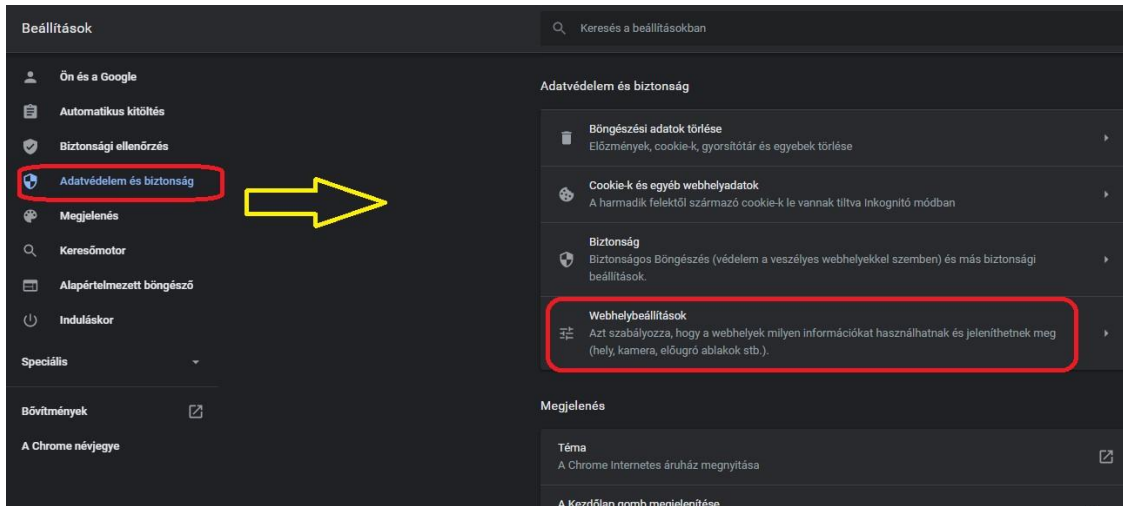 Beállítások
Keresés a beállításokban
Ön és a Google
Automatikus kitöltés
Biztonsági ellenőrzés
Adatvédelem és biztonság
Megjelenés
Keresőmotor
Alapértelmezett böngésző
Induláskor
Speciális
Bővítmények
A Chrome névjegye
Adatvédelem és biztonság
Böngészési adatok törlése
Előzmények, cookie-k, gyorsítótár és egyebek törlése
Cookie-k és egyéb webhelyadatok
A harmadik felektől származó cookie-k le vannak tiltva Inkognitó módban
Biztonság
Biztonságos Böngészés (védelem a veszélyes webhelyekkel szemben) és más biztonsági
beállítások.
Webhelybeállítások
Azt szabályozza, hogy a webhelyek milyen információkat használhatnak és jeleníthetnek meg
(hely, kamera, előugró ablakok stb.).
Megjelenés
Téma
A Chrome Internetes áruház megnyitása
A Kezdőlap gomb megjelenítése